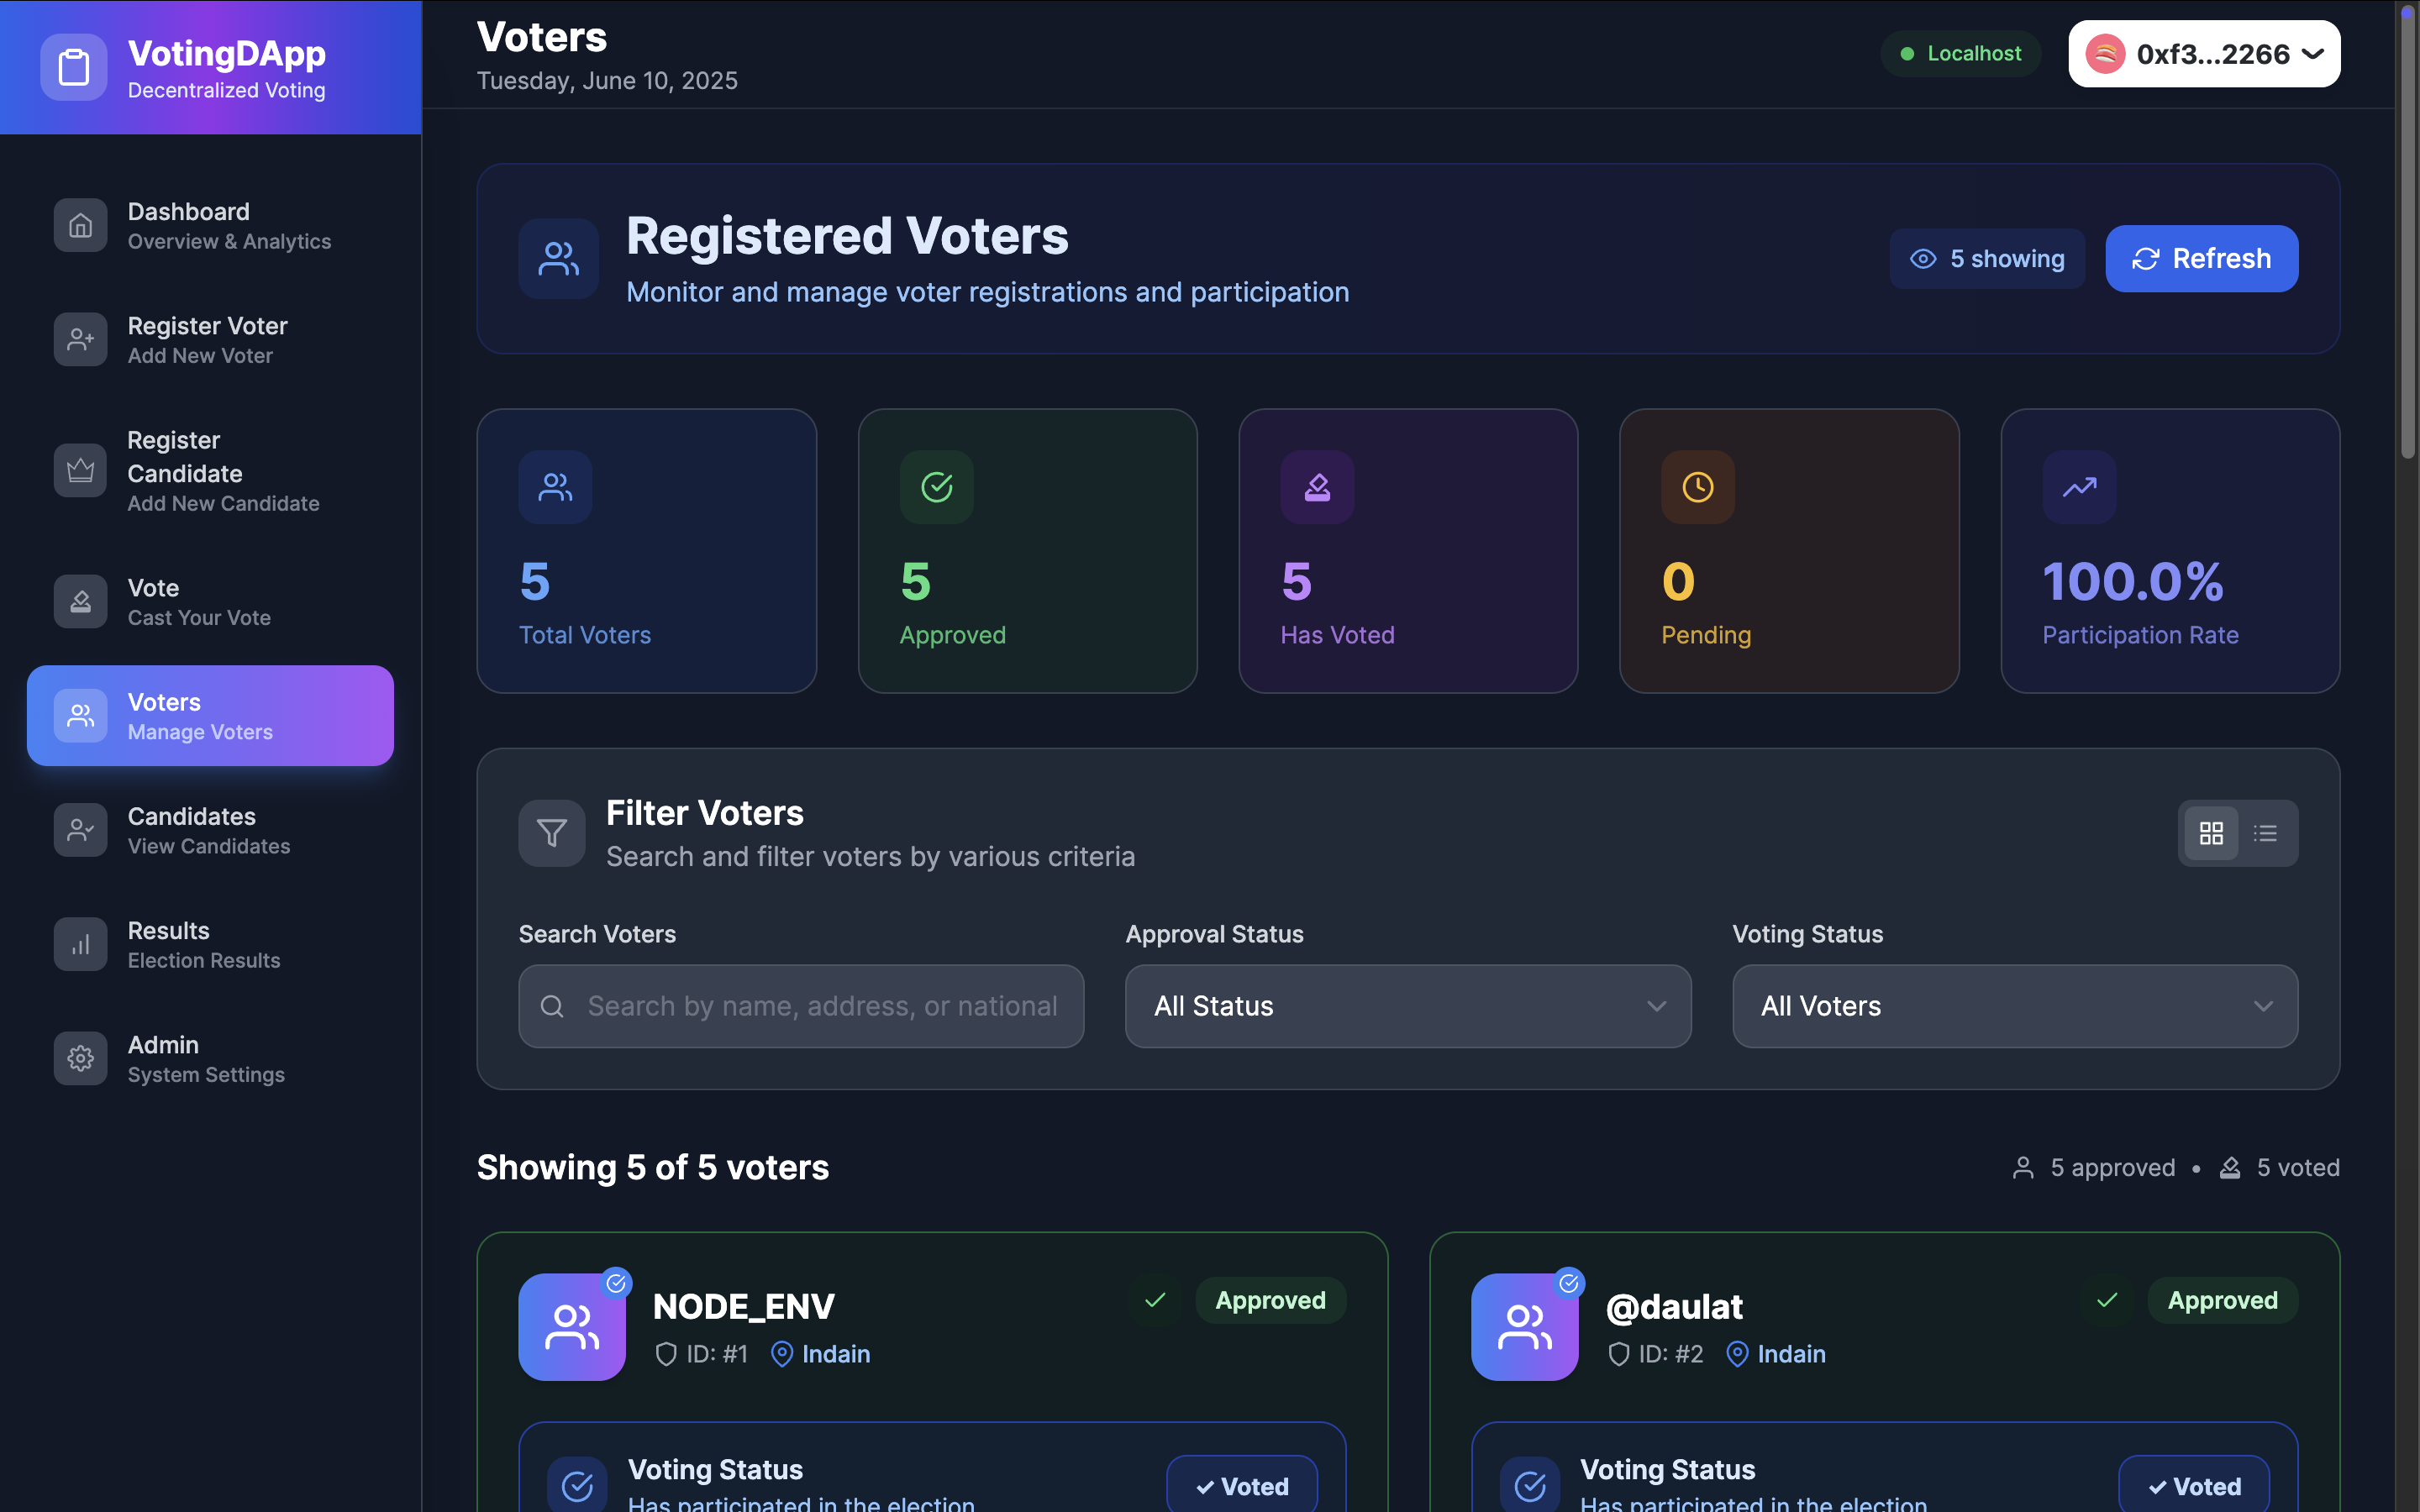 VotingDApp
Decentralized Voting
Dashboard
Overview & Analytics
Register Voter
Add New Voter
Register
Candidate
Add New Candidate
Vote
Cast Your Vote
Voters
Manage Voters
Candidates
View Candidates
Results
Election Results
Admin
System Settings
Voters
Tuesday, June 10, 2025
Localhost
0xf3...2266
Registered Voters
Monitor and manage voter registrations and participation
5 showing
Refresh
5
Total Voters
5
Approved
5
Has Voted
0
Pending
100.0%
Participation Rate
Filter Voters
Search and filter voters by various criteria
Search Voters
Search by name, address, or national
Approval Status
All Status
Voting Status
All Voters
Showing 5 of 5 voters
5 approved • 5 voted
NODE_ENV
ID: #1 Indain
Approved
Voting Status
Has participated in the election
✓ Voted
@daulat
ID: #2 Indain
Approved
Voting Status
Has participated in the election
✓ Voted